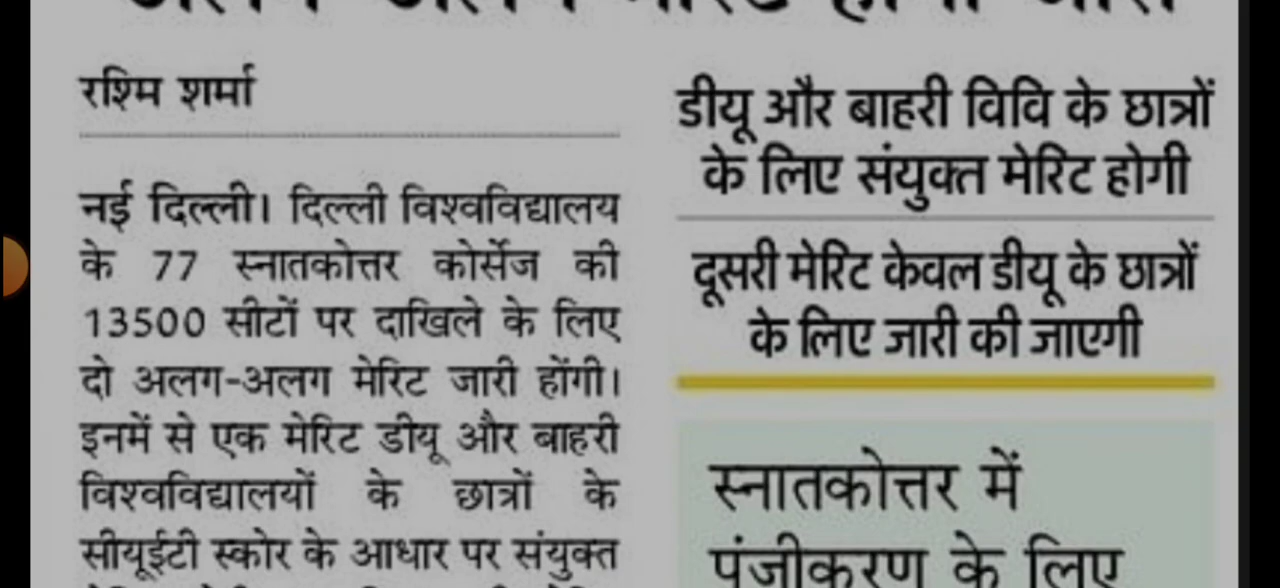 रश्मि शर्मा
नई दिल्ली। दिल्ली विश्वविद्यालय
के 77 स्नातकोत्तर कोर्सेज की
13500 सीटों पर दाखिले के लिए
दो अलग-अलग मेरिट जारी होंगी।
इनमें से एक मेरिट डीयू और बाहरी
विश्वविद्यालयों के छात्रों के
सीयूईटी स्कोर के आधार पर संयुक्त
डीयू और बाहरी विवि के छात्रों
के लिए संयुक्त मेरिट होगी
दूसरी मेरिट केवल डीयू के छात्रों
के लिए जारी की जाएगी
स्नातकोत्तर में
पंजीकरण के लिए